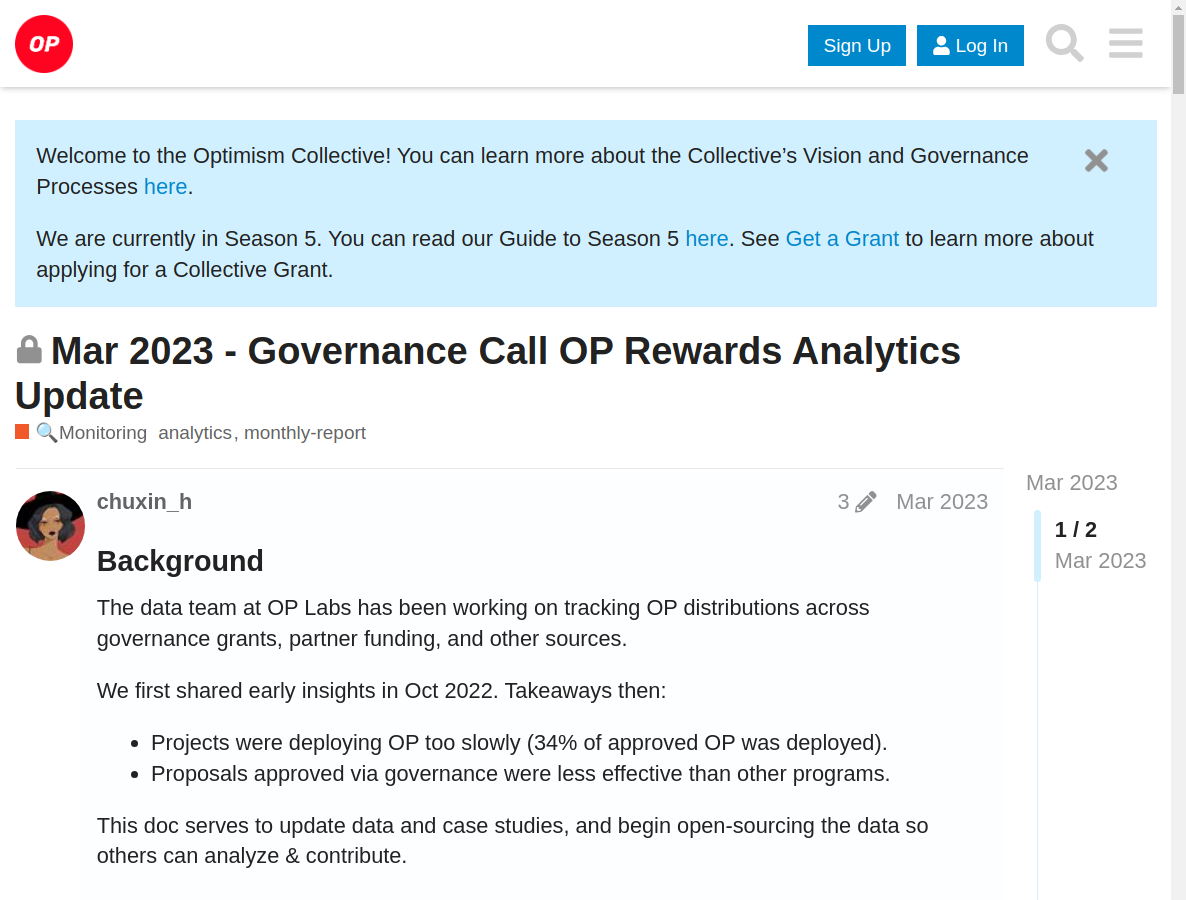 OP
Sign Up
Log In
Welcome to the Optimism Collective! You can learn more about the Collective’s Vision and Governance
Processes here.
We are currently in Season 5. You can read our Guide to Season 5 here. See Get a Grant to learn more about
applying for a Collective Grant.
Mar 2023 - Governance Call OP Rewards Analytics
Update
🔍Monitoring analytics, monthly-report
chuxin_h 3 Mar 2023
Mar 2023
1 / 2
Mar 2023
Background
The data team at OP Labs has been working on tracking OP distributions across
governance grants, partner funding, and other sources.
We first shared early insights in Oct 2022. Takeaways then:
• Projects were deploying OP too slowly (34% of approved OP was deployed).
• Proposals approved via governance were less effective than other programs.
This doc serves to update data and case studies, and begin open-sourcing the data so
others can analyze & contribute.